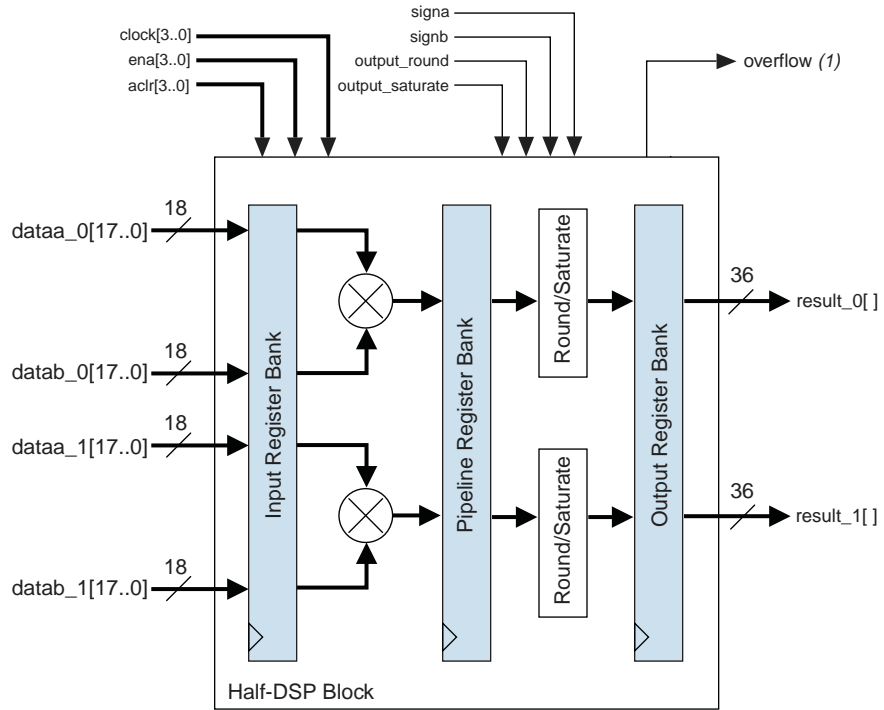 signa
clock[3..0]
signb
ena[3..0]
output_round
overflow (1)
aclr[3..0]
output_saturate
18
dataa_0[17..0]
36
result_0[ ]
18
datab_0[17..0]
18
dataa_1[17..0]
36
result_1[ ]
18
datab_1[17..0]
Input Register Bank
Pipeline Register Bank
Round/Saturate
Round/Saturate
Output Register Bank
Half-DSP Block